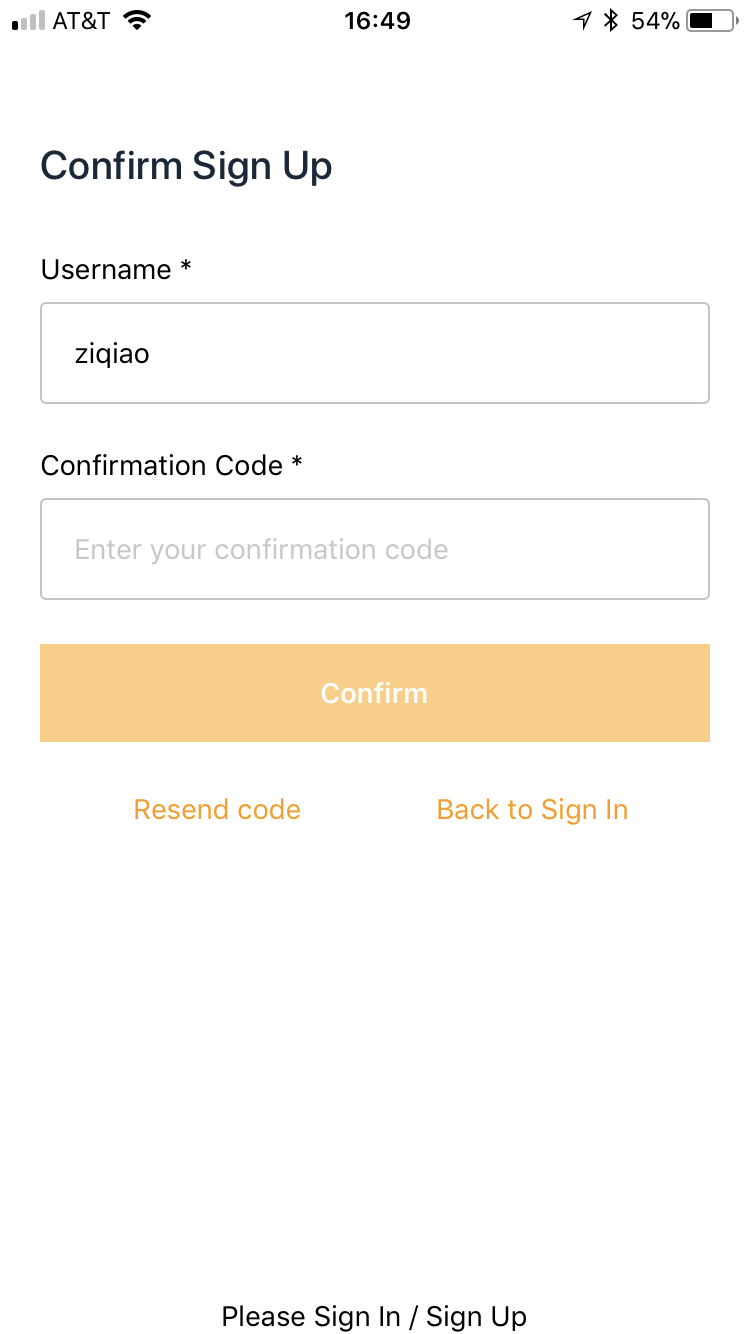 AT&T 16:49 54%
Confirm Sign Up
Username *
ziqiao
Confirmation Code *
Enter your confirmation code
Confirm
Resend code Back to Sign In
Please Sign In / Sign Up